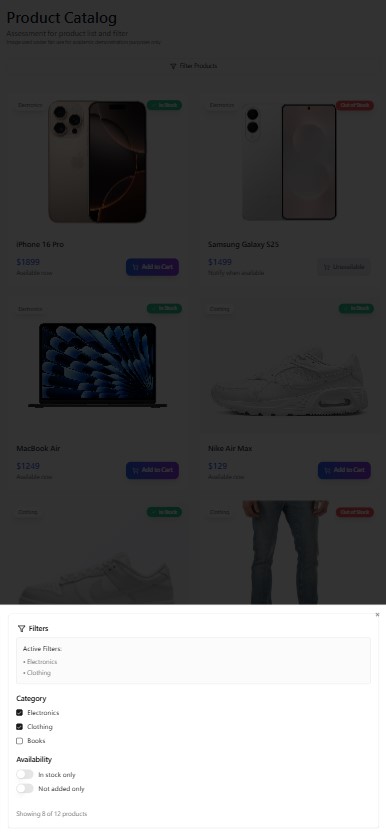 Product Catalog
Assessment for product list and filter
Filter Products
Electronics
In Stock
Electronics
Out of Stock
iPhone 16 Pro
$1899
Available now
Add to Cart
Samsung Galaxy S25
$1499
Notify when available
Unavailable
Electronics
In Stock
Clothing
In Stock
MacBook Air
$1249
Available now
Add to Cart
Nike Air Max
$129
Available now
Add to Cart
Clothing
In Stock
Clothing
Out of Stock
Filters
Active Filters:
• Electronics
• Clothing
Category
Electronics
Clothing
Books
Availability
In stock only
Not added only
Showing 8 of 12 products